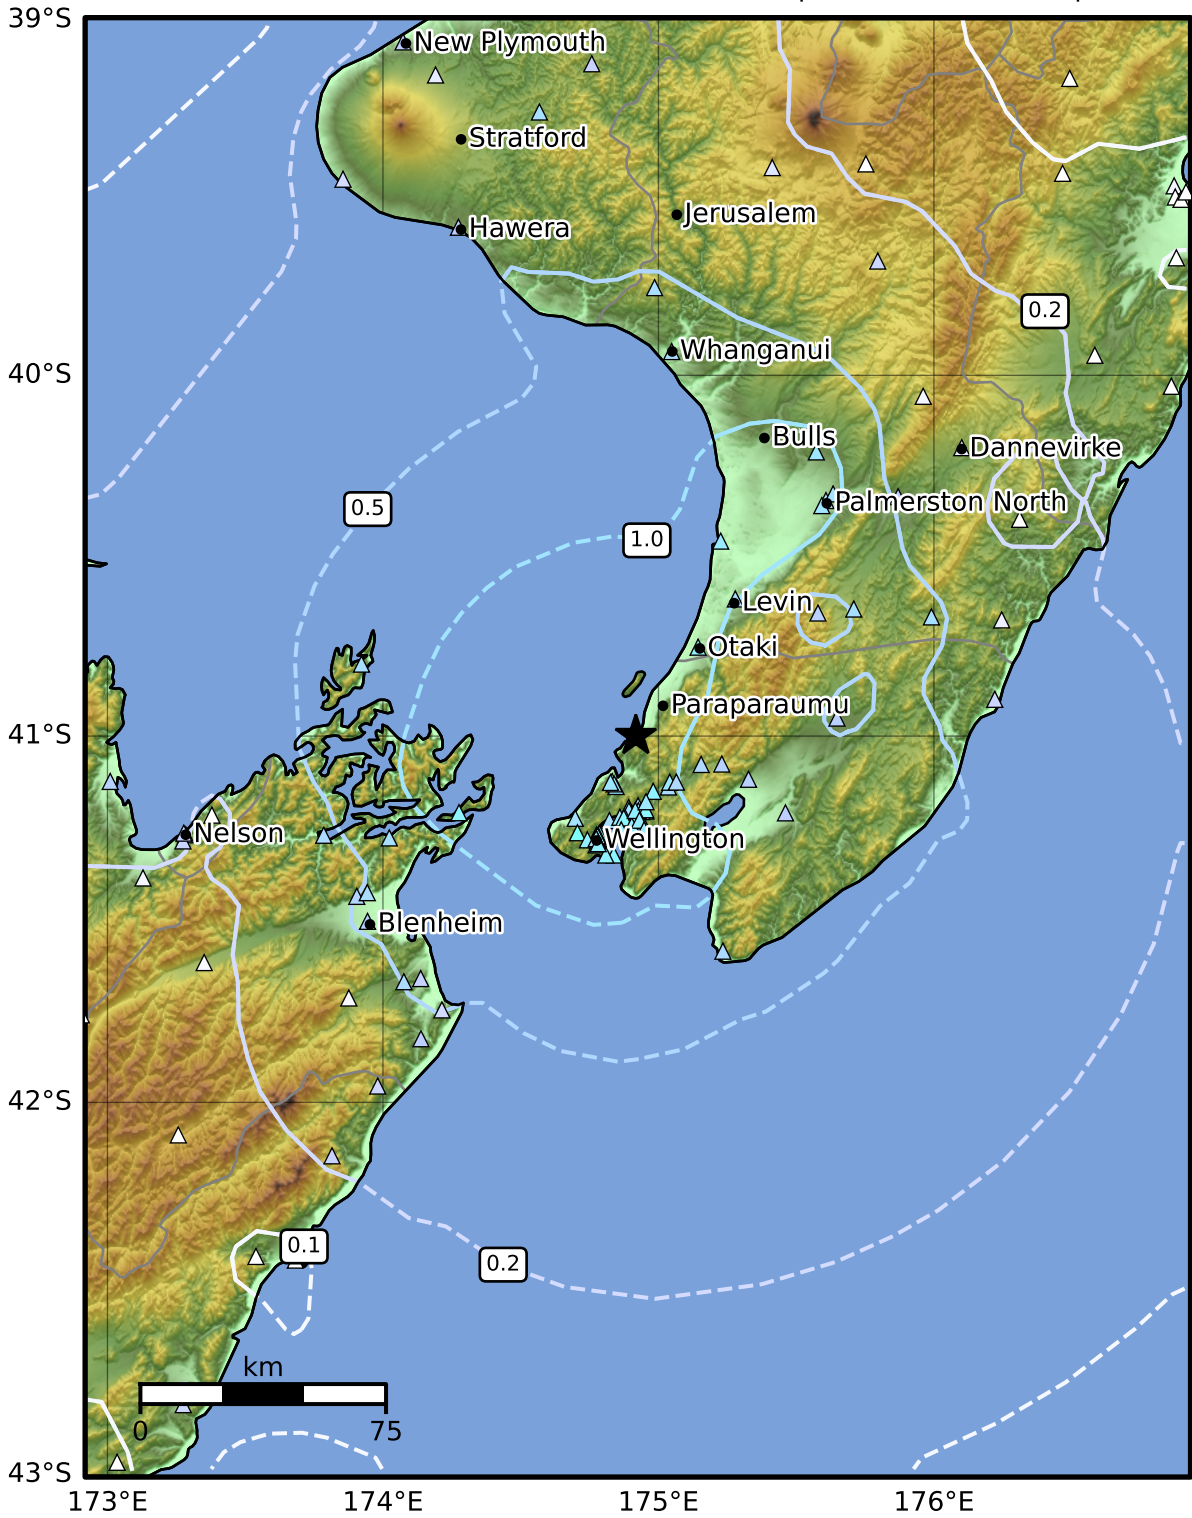 39°S
New Plymouth
Stratford
Jerusalem
Hawera
0.2
Whanganui
40°S
Bulls
Dannevirke
Palmerston North
0.5
1.0
Levin
Otaki
Paraparaumu
41°S
Nelson
Wellington
Blenheim
42°S
0.1
0.2
km
0 75
43°S
173°E 174°E 175°E 176°E